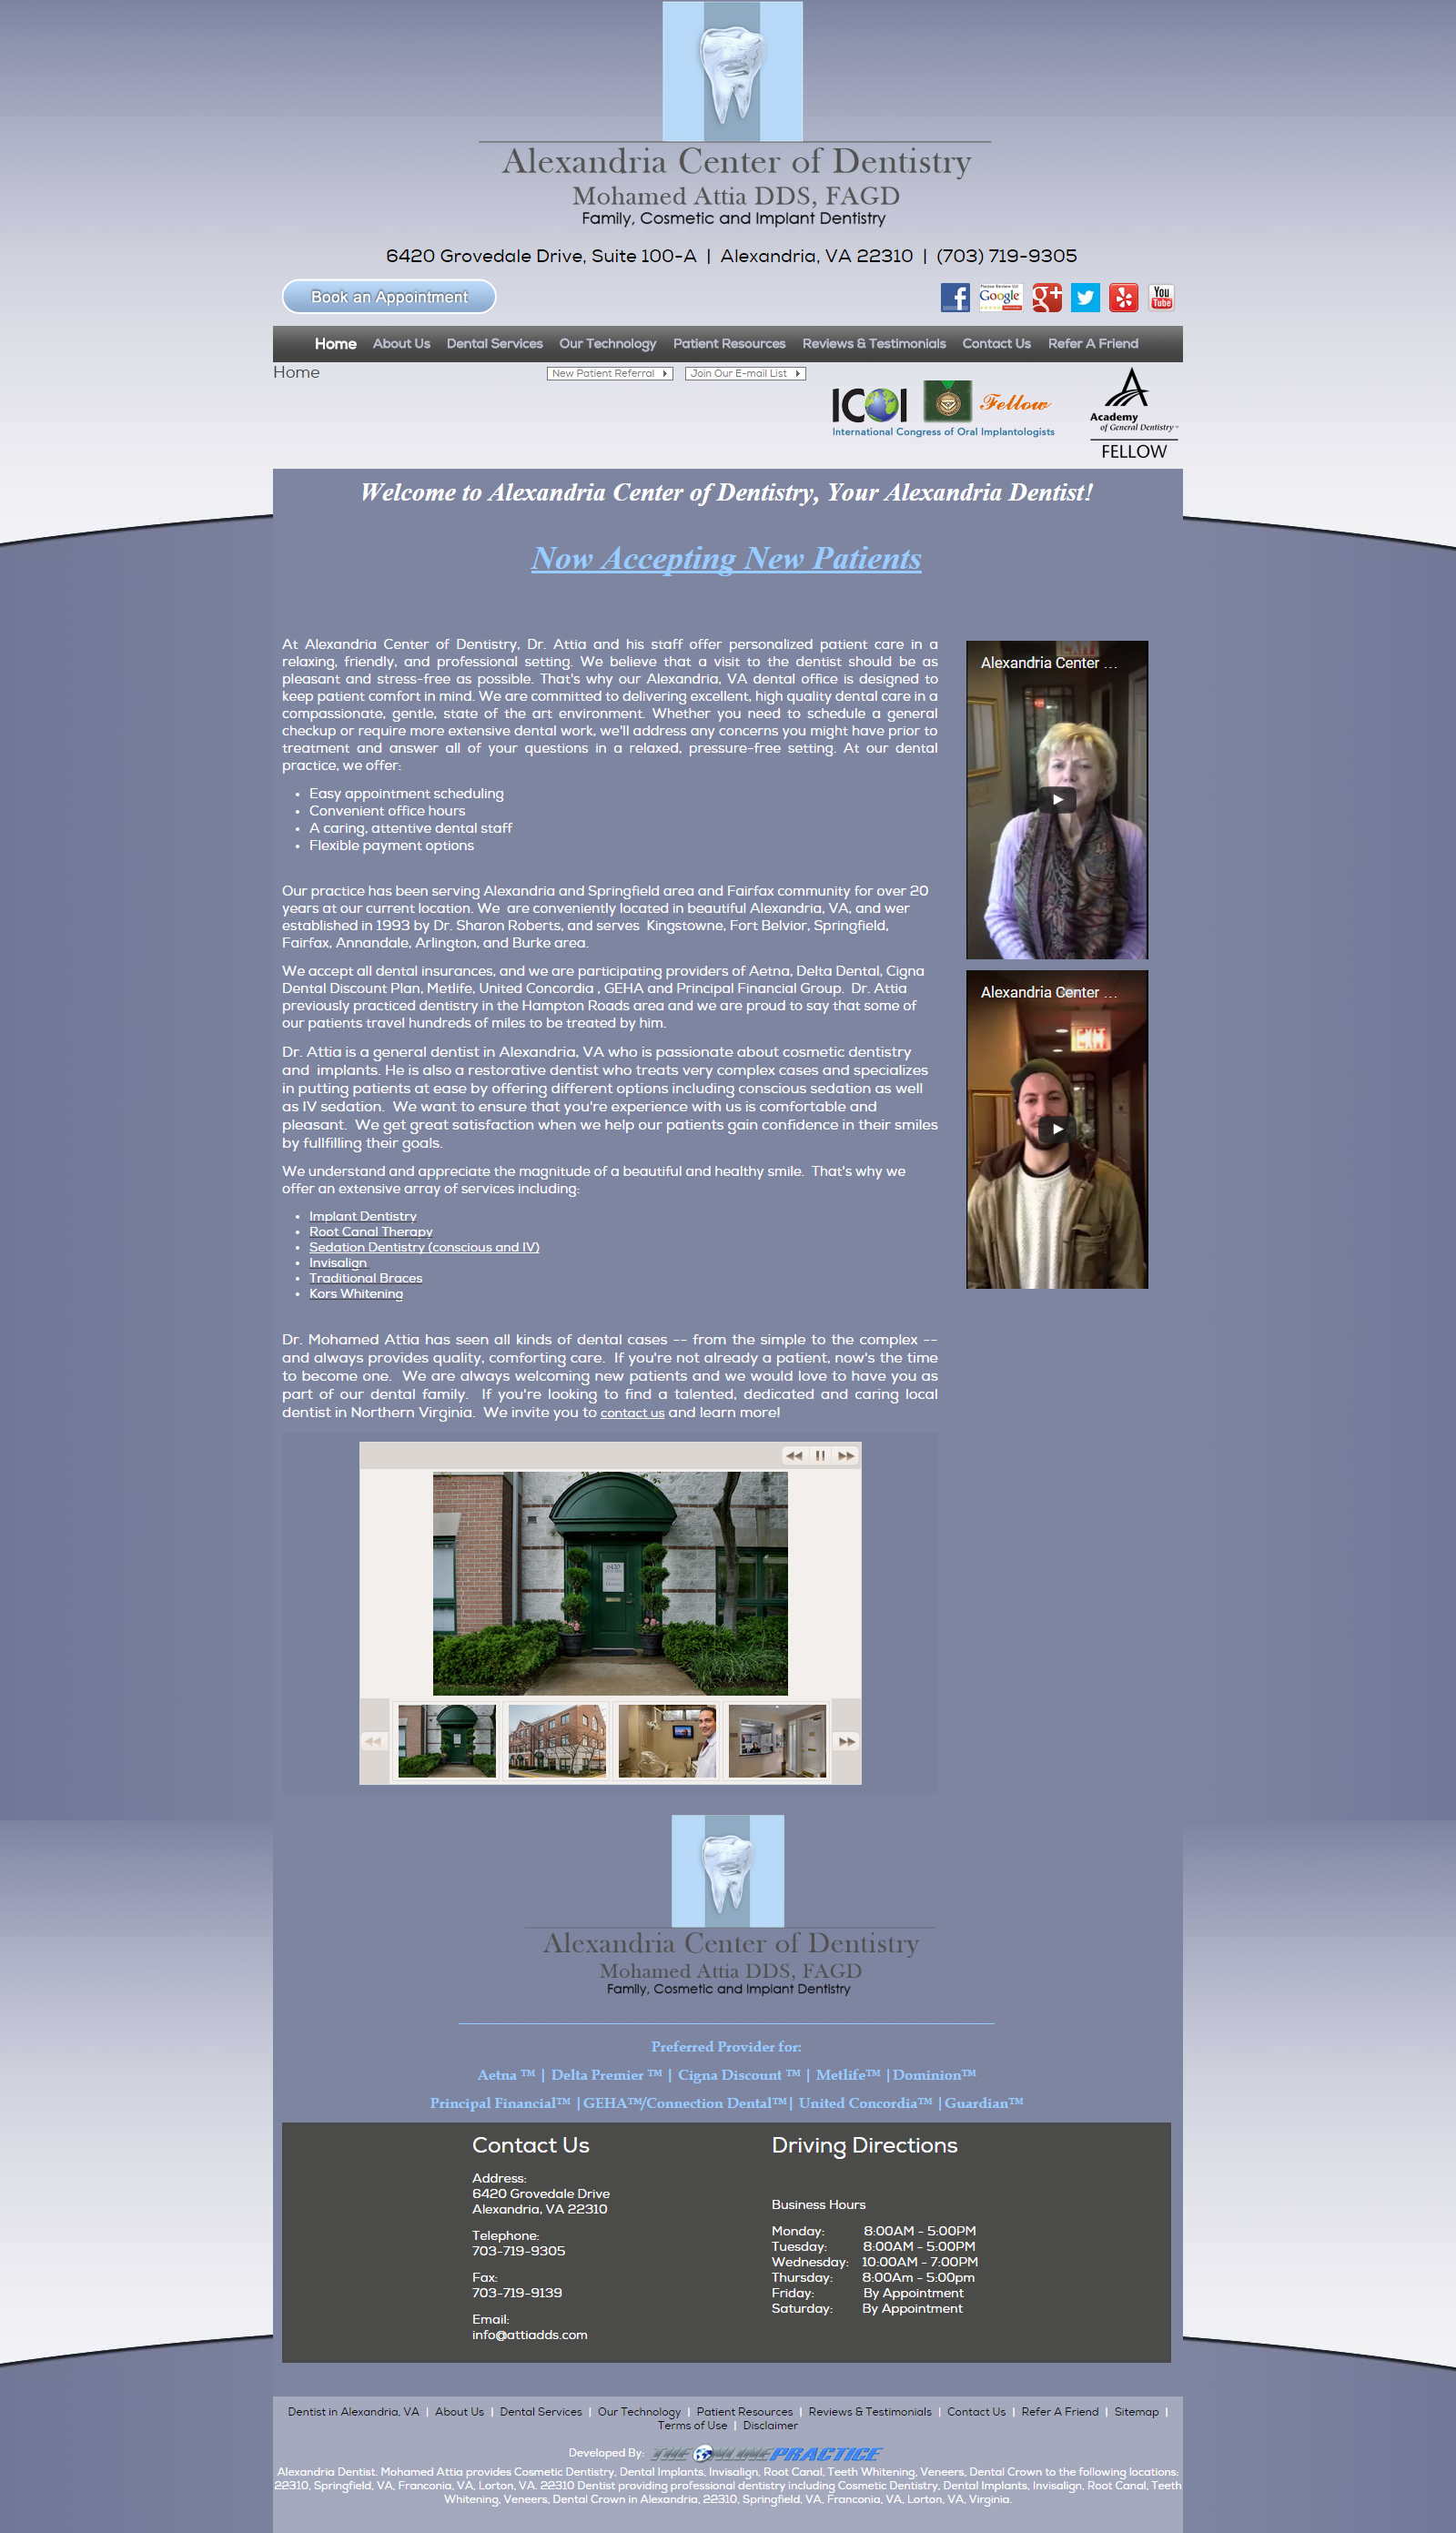 Alexandria Center of Dentistry
Mohamed Attia DDS, FAGD
Family, Cosmetic and Implant Dentistry
6420 Grovedale Drive, Suite 100-A | Alexandria, VA 22310 | (703) 719-9305
Book an Appointment
Please Review Us!
Google
g+
You
Tube
Home About Us Dental Services Our Technology Patient Resources Reviews & Testimonials Contact Us Refer A Friend
Home
New Patient Referral
Join Our E-mail List
ICOI
Fellow
International Congress of Oral Implantologists
Academy
of General Dentistry™
FELLOW
Welcome to Alexandria Center of Dentistry, Your Alexandria Dentist!
Now Accepting New Patients
At Alexandria Center of Dentistry, Dr. Attia and his staff offer personalized patient care in a
relaxing, friendly, and professional setting. We believe that a visit to the dentist should be as
pleasant and stress-free as possible. That's why our Alexandria, VA dental office is designed to
keep patient comfort in mind. We are committed to delivering excellent, high quality dental care in a
compassionate, gentle, state of the art environment. Whether you need to schedule a general
checkup or require more extensive dental work, we'll address any concerns you might have prior to
treatment and answer all of your questions in a relaxed, pressure-free setting. At our dental
practice, we offer:
• Easy appointment scheduling
• Convenient office hours
• A caring, attentive dental staff
• Flexible payment options
Our practice has been serving Alexandria and Springfield area and Fairfax community for over 20
years at our current location. We  are conveniently located in beautiful Alexandria, VA, and wer
established in 1993 by Dr. Sharon Roberts, and serves  Kingstowne, Fort Belvior, Springfield,
Fairfax, Annandale, Arlington, and Burke area.
We accept all dental insurances, and we are participating providers of Aetna, Delta Dental, Cigna
Dental Discount Plan, Metlife, United Concordia , GEHA and Principal Financial Group.  Dr. Attia
previously practiced dentistry in the Hampton Roads area and we are proud to say that some of
our patients travel hundreds of miles to be treated by him.
Dr. Attia is a general dentist in Alexandria, VA who is passionate about cosmetic dentistry
and  implants. He is also a restorative dentist who treats very complex cases and specializes
in putting patients at ease by offering different options including conscious sedation as well
as IV sedation.  We want to ensure that you're experience with us is comfortable and
pleasant.  We get great satisfaction when we help our patients gain confidence in their smiles
by fullfilling their goals.
We understand and appreciate the magnitude of a beautiful and healthy smile.  That's why we
offer an extensive array of services including:
• Implant Dentistry
• Root Canal Therapy
• Sedation Dentistry (conscious and IV)
• Invisalign
• Traditional Braces
• Kors Whitening
Dr. Mohamed Attia has seen all kinds of dental cases -- from the simple to the complex --
and always provides quality, comforting care.  If you're not already a patient, now's the time
to become one.  We are always welcoming new patients and we would love to have you as
part of our dental family.  If you're looking to find a talented, dedicated and caring local
dentist in Northern Virginia.  We invite you to contact us and learn more!
Alexandria Center ...
EXIT
Alexandria Center ...
EXIT
6420
Alexandria Center of Dentistry
Mohamed Attia DDS, FAGD
Family, Cosmetic and Implant Dentistry
Preferred Provider for:
Aetna ™ | Delta Premier ™ | Cigna Discount ™ | Metlife™ |Dominion™
Principal Financial™ |GEHA™/Connection Dental™| United Concordia™ |Guardian™
Contact Us
Address:
6420 Grovedale Drive
Alexandria, VA 22310
Telephone:
703-719-9305
Fax:
703-719-9139
Email:
info@attiadds.com
Driving Directions
Business Hours
Monday: 8:00AM - 5:00PM
Tuesday: 8:00AM - 5:00PM
Wednesday: 10:00AM - 7:00PM
Thursday: 8:00Am - 5:00pm
Friday: By Appointment
Saturday: By Appointment
Dentist in Alexandria, VA | About Us | Dental Services | Our Technology | Patient Resources | Reviews & Testimonials | Contact Us | Refer A Friend | Sitemap |
Terms of Use | Disclaimer
Developed By: THE ONLINE PRACTICE
Alexandria Dentist. Mohamed Attia provides Cosmetic Dentistry, Dental Implants, Invisalign, Root Canal, Teeth Whitening, Veneers, Dental Crown to the following locations:
22310, Springfield, VA, Franconia, VA, Lorton, VA. 22310 Dentist providing professional dentistry including Cosmetic Dentistry, Dental Implants, Invisalign, Root Canal, Teeth
Whitening, Veneers, Dental Crown in Alexandria, 22310, Springfield, VA, Franconia, VA, Lorton, VA, Virginia.